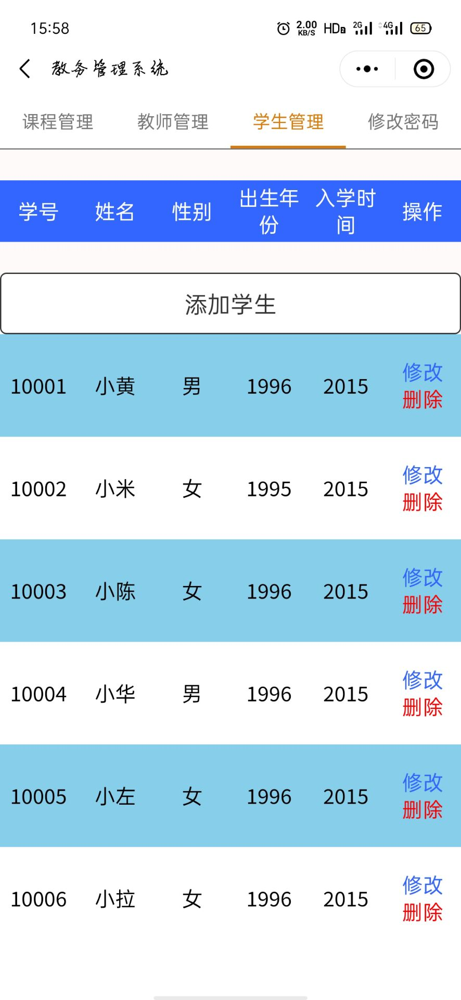 15:58 2.00 KB/S HD2 2G 4G 65
教务管理系统
课程管理 教师管理 学生管理 修改密码
学号 姓名 性别 出生年份 入学时间 操作
添加学生
10001 小黄 男 1996 2015 修改 删除
10002 小米 女 1995 2015 修改 删除
10003 小陈 女 1996 2015 修改 删除
10004 小华 男 1996 2015 修改 删除
10005 小左 女 1996 2015 修改 删除
10006 小拉 女 1996 2015 修改 删除